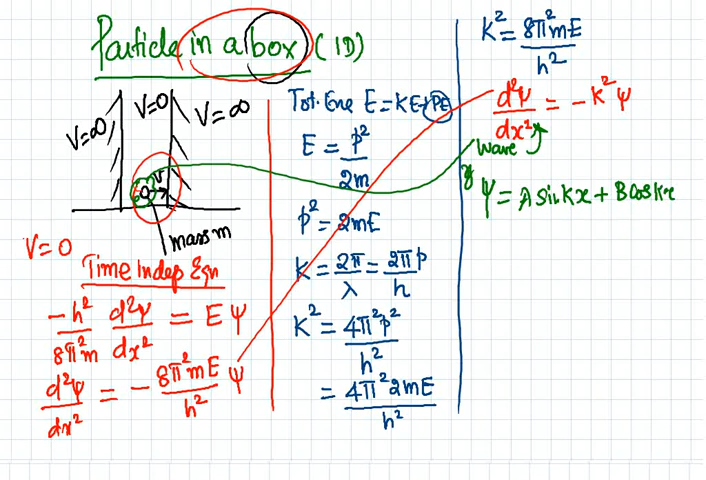 Particle in a box (1D)
V=∞ V=0 V=∞
V
mass m
V=0
Time Indep Eqn
-h²/8π²m d²ψ/dx² = Eψ
d²ψ/dx² = - 8π²mE/h² ψ
Tot. Ene E = KE+PE
E = p²/2m
p² = 2mE
K = 2π/λ = 2πp/h
K² = 4π²p²/h²
= 4π²2mE/h²
K² = 8π²mE/h²
d²ψ/dx² = -K²ψ
wave
ψ = A sin Kx + B cos Kx